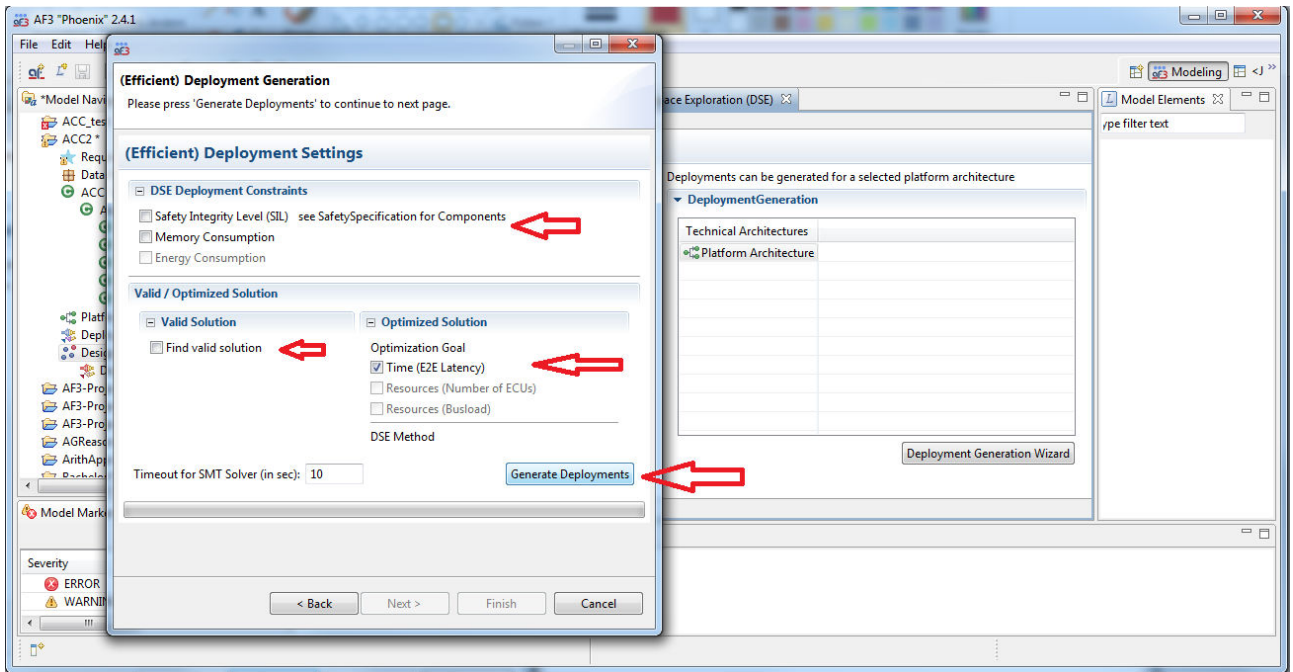 AF3 "Phoenix" 2.4.1
File Edit Help
Modeling
*Model Navi
ACC_tes
ACC2 *
Requ
Data
ACC
A
Platf
Depl
Desig
D
AF3-Proj
AF3-Proj
AF3-Proj
AGReaso
ArithApp
Bachelor
(Efficient) Deployment Generation
Please press 'Generate Deployments' to continue to next page.
(Efficient) Deployment Settings
DSE Deployment Constraints
Safety Integrity Level (SIL) see SafetySpecification for Components
Memory Consumption
Energy Consumption
Valid / Optimized Solution
Valid Solution
Find valid solution
Optimized Solution
Optimization Goal
Time (E2E Latency)
Resources (Number of ECUs)
Resources (Busload)
DSE Method
Timeout for SMT Solver (in sec): 10
Generate Deployments
< Back Next > Finish Cancel
ace Exploration (DSE)
Deployments can be generated for a selected platform architecture
DeploymentGeneration
Technical Architectures
Platform Architecture
Deployment Generation Wizard
Model Elements
ype filter text
Model Marke
Severity
ERROR
WARNIN